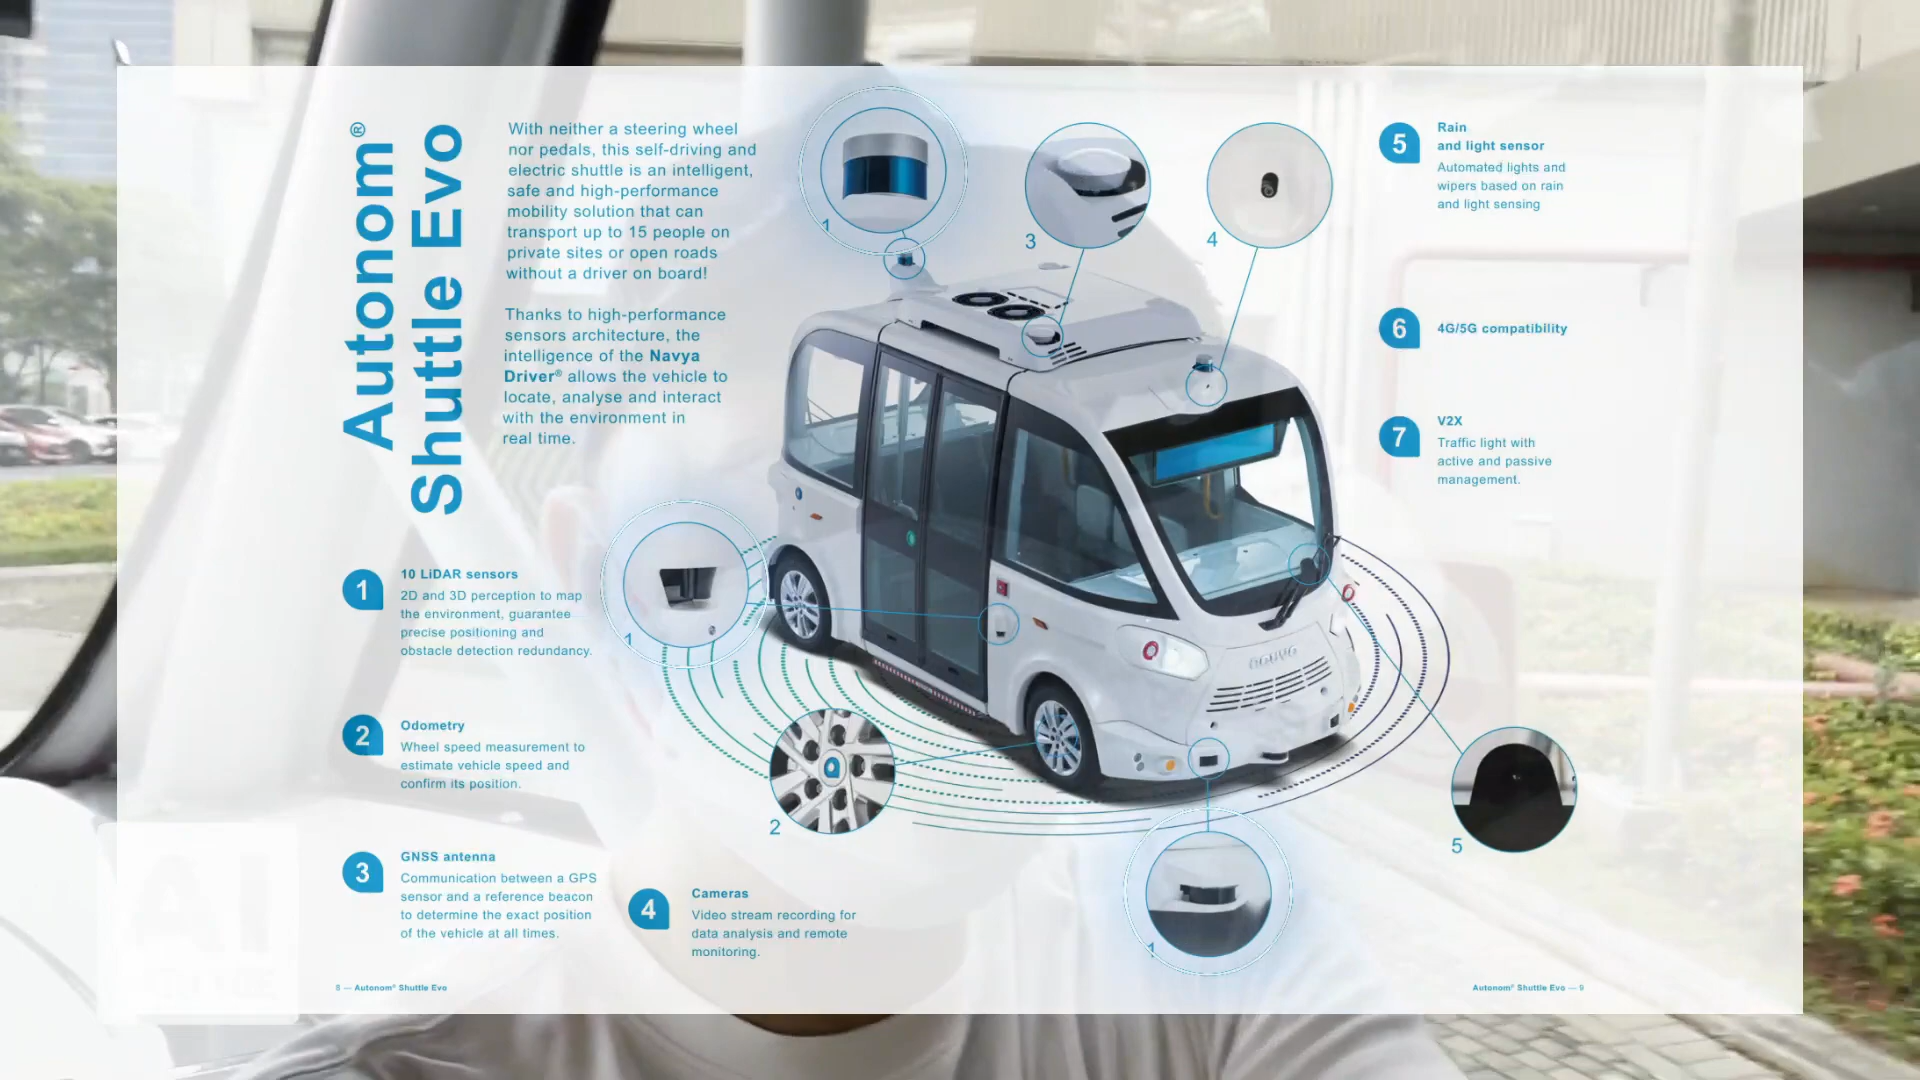 Autonom®
Shuttle Evo
With neither a steering wheel
nor pedals, this self-driving and
electric shuttle is an intelligent,
safe and high-performance
mobility solution that can
transport up to 15 people on
private sites or open roads
without a driver on board!
Thanks to high-performance
sensors architecture, the
intelligence of the Navya
Driver® allows the vehicle to
locate, analyse and interact
with the environment in
real time.
1
10 LiDAR sensors
2D and 3D perception to map
the environment, guarantee
precise positioning and
obstacle detection redundancy.
2
Odometry
Wheel speed measurement to
estimate vehicle speed and
confirm its position.
3
GNSS antenna
Communication between a GPS
sensor and a reference beacon
to determine the exact position
of the vehicle at all times.
4
Cameras
Video stream recording for
data analysis and remote
monitoring.
1
3
4
1
2
1
5
5
Rain
and light sensor
Automated lights and
wipers based on rain
and light sensing
6
4G/5G compatibility
7
V2X
Traffic light with
active and passive
management.
8 — Autonom® Shuttle Evo
Autonom® Shuttle Evo — 9
AI